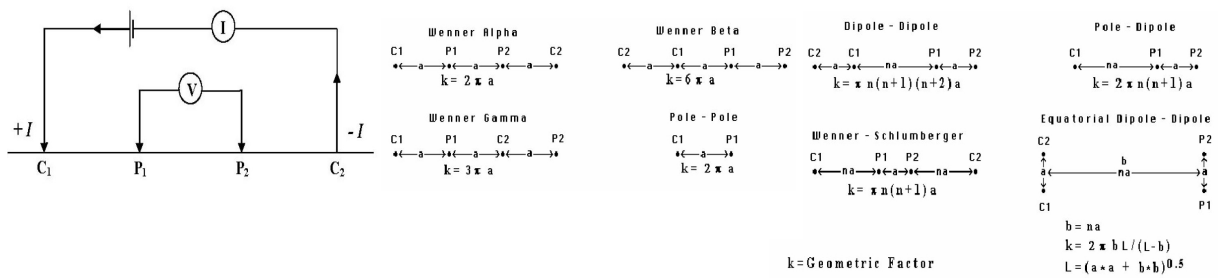 I
V
+I
-I
C₁ P₁ P₂ C₂
Wenner Alpha
C1 P1 P2 C2
a a a
k= 2 π a
Wenner Beta
C2 C1 P1 P2
a a a
k=6 π a
Dipole - Dipole
C2 C1 P1 P2
a na a
k= π n(n+1)(n+2)a
Pole - Dipole
C1 P1 P2
na a
k= 2 π n(n+1)a
Wenner Gamma
C1 P1 C2 P2
a a a
k= 3 π a
Pole - Pole
C1 P1
a
k= 2 π a
Wenner - Schlumberger
C1 P1 P2 C2
na a na
k= π n(n+1)a
Equatorial Dipole - Dipole
C2 P2
b
a na a
C1 P1
b = na
k= 2 π b L/(L-b)
L=(a*a + b*b)^0.5
k=Geometric Factor